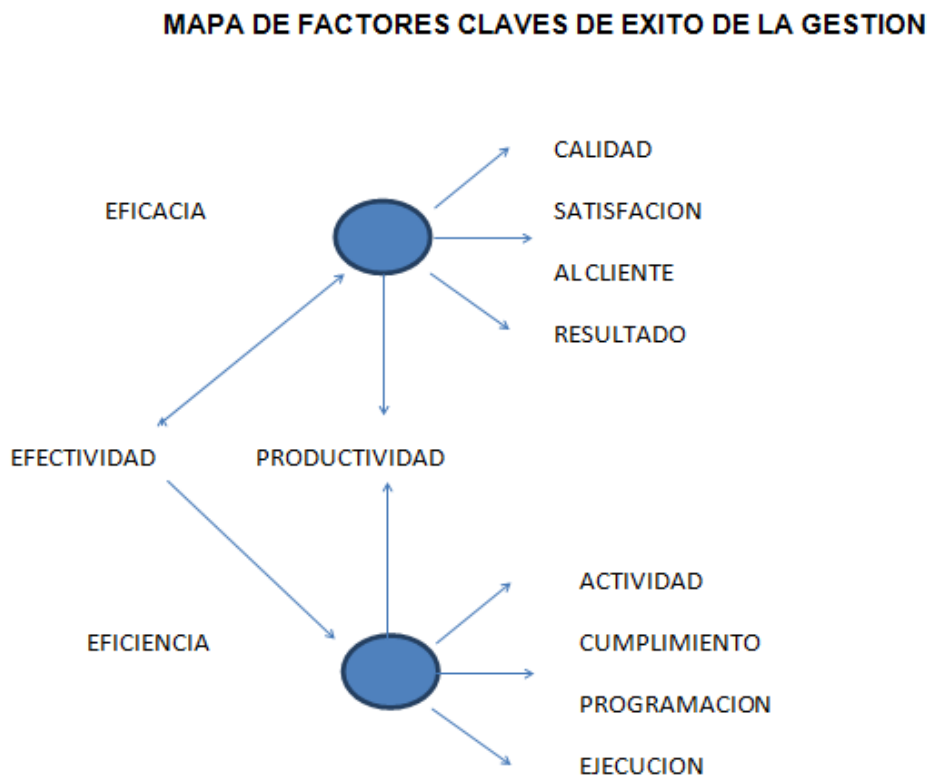 MAPA DE FACTORES CLAVES DE EXITO DE LA GESTION
CALIDAD
EFICACIA
SATISFACION
AL CLIENTE
RESULTADO
EFECTIVIDAD
PRODUCTIVIDAD
ACTIVIDAD
EFICIENCIA
CUMPLIMIENTO
PROGRAMACION
EJECUCION